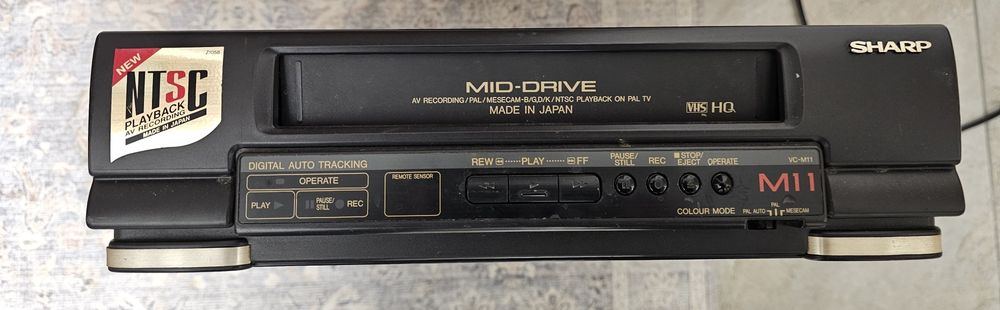 NEW
Z1058
NTSC
PLAYBACK
AV RECORDING
MADE IN JAPAN
SHARP
MID-DRIVE
AV RECORDING/PAL/MESECAM-B/G,D/K/NTSC PLAYBACK ON PAL TV
MADE IN JAPAN
VHS HQ
PAL
DIGITAL AUTO TRACKING
OPERATE
PLAY
PAUSE/
STILL
REC
REMOTE SENSOR
REW PLAY FF
PAUSE/
STILL
REC
STOP/
EJECT
OPERATE
VC-M11
M11
COLOUR MODE
PAL AUTO
PAL
MESECAM